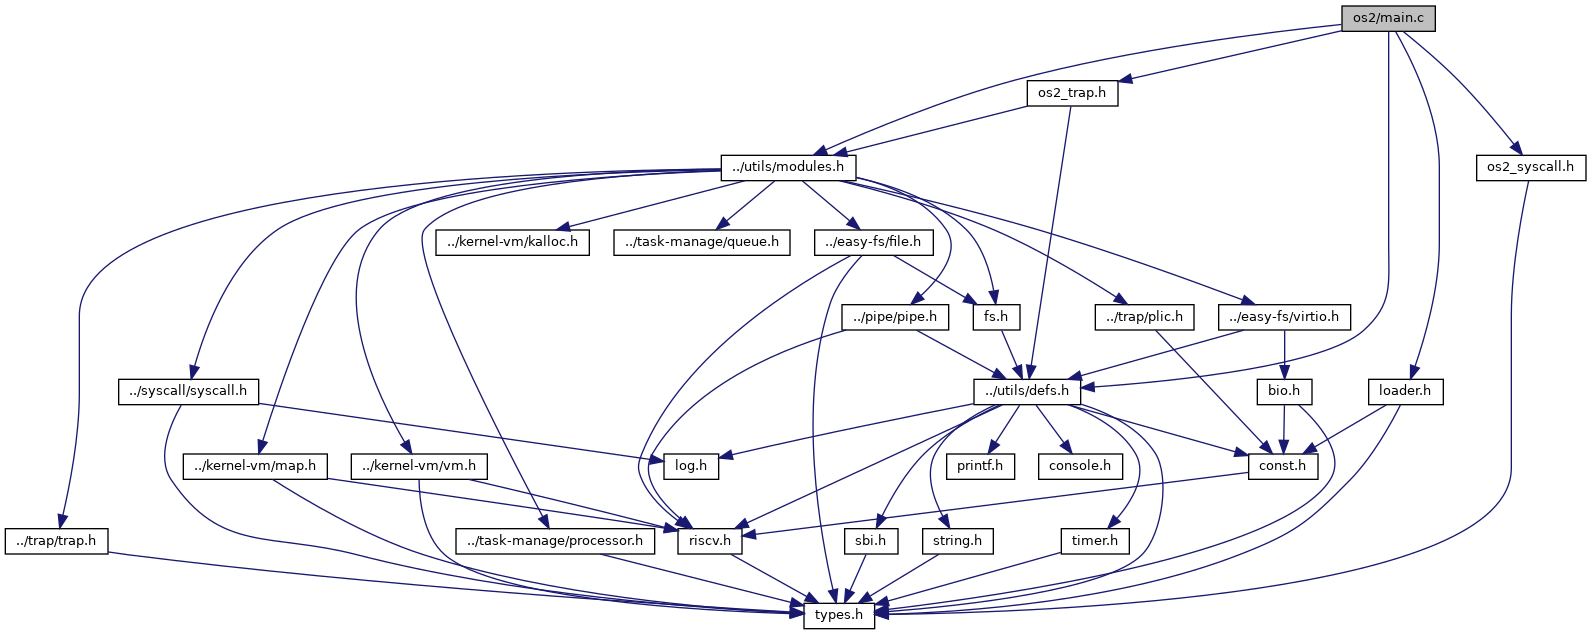 os2/main.c
os2_trap.h
../utils/modules.h
os2_syscall.h
../kernel-vm/kalloc.h
../task-manage/queue.h
../easy-fs/file.h
../pipe/pipe.h
fs.h
../trap/plic.h
../easy-fs/virtio.h
../syscall/syscall.h
../utils/defs.h
bio.h
loader.h
../kernel-vm/map.h
../kernel-vm/vm.h
log.h
printf.h
console.h
const.h
../trap/trap.h
../task-manage/processor.h
riscv.h
sbi.h
string.h
timer.h
types.h